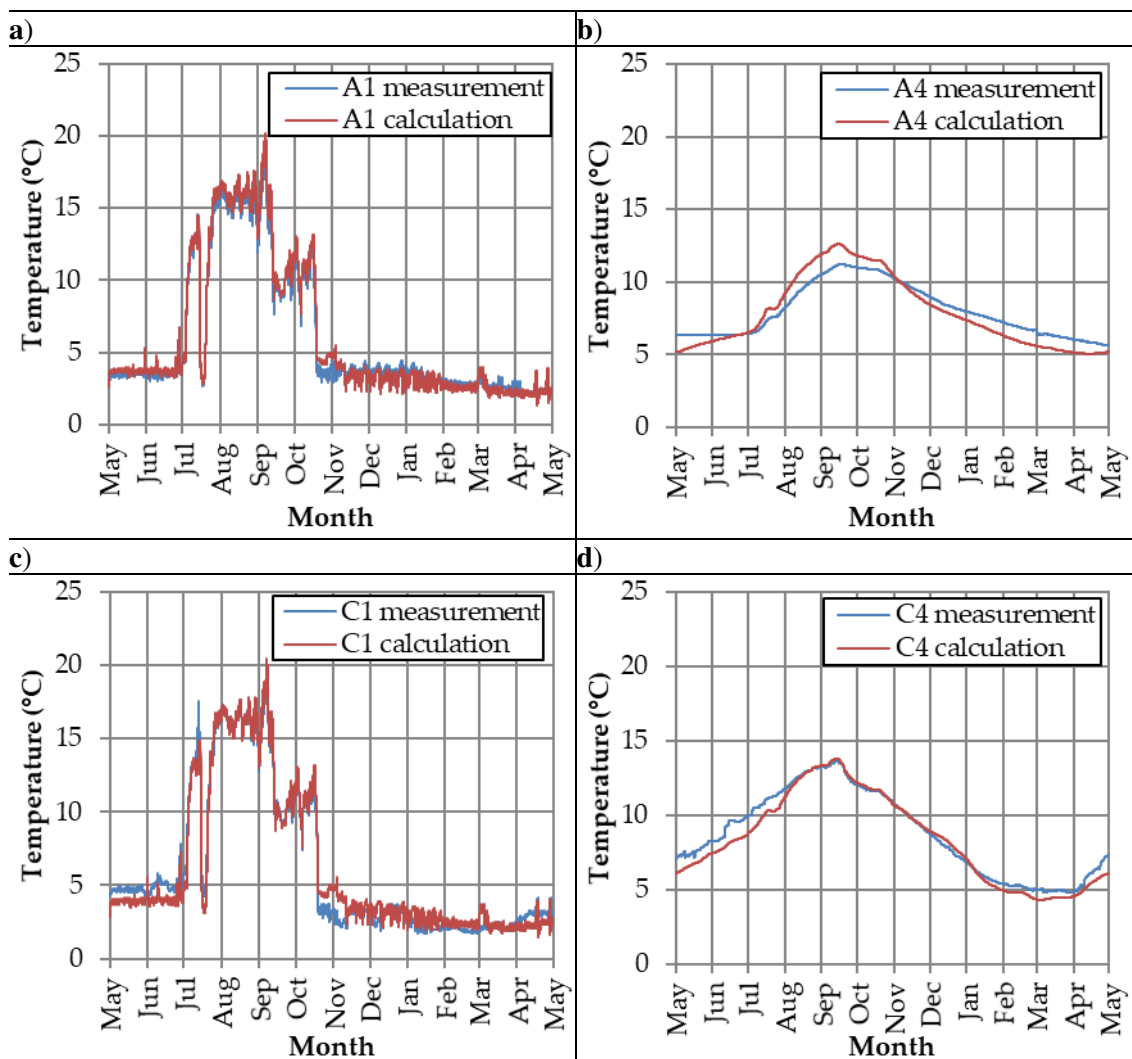 a)
25
20
15
10
5
0
Temperature (°C)
A1 measurement
A1 calculation
May
Jun
Jul
Aug
Sep
Oct
Nov
Dec
Jan
Feb
Mar
Apr
May
Month
b)
25
20
15
10
5
0
Temperature (°C)
A4 measurement
A4 calculation
May
Jun
Jul
Aug
Sep
Oct
Nov
Dec
Jan
Feb
Mar
Apr
May
Month
c)
25
20
15
10
5
0
Temperature (°C)
C1 measurement
C1 calculation
May
Jun
Jul
Aug
Sep
Oct
Nov
Dec
Jan
Feb
Mar
Apr
May
Month
d)
25
20
15
10
5
0
Temperature (°C)
C4 measurement
C4 calculation
May
Jun
Jul
Aug
Sep
Oct
Nov
Dec
Jan
Feb
Mar
Apr
May
Month